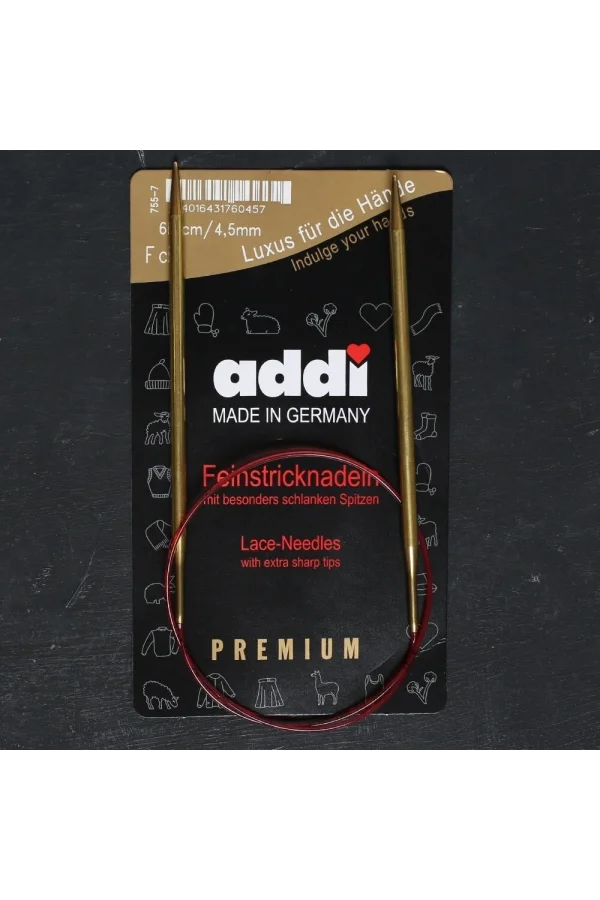 755-7
4016431760457
cm/4,5mm
Luxus für die Hände
Indulge your
addi
MADE IN GERMANY
Feinstricknadeln
mit besonders schlanken Spitzen
Lace-Needles
with extra sharp tips
PREMIUM